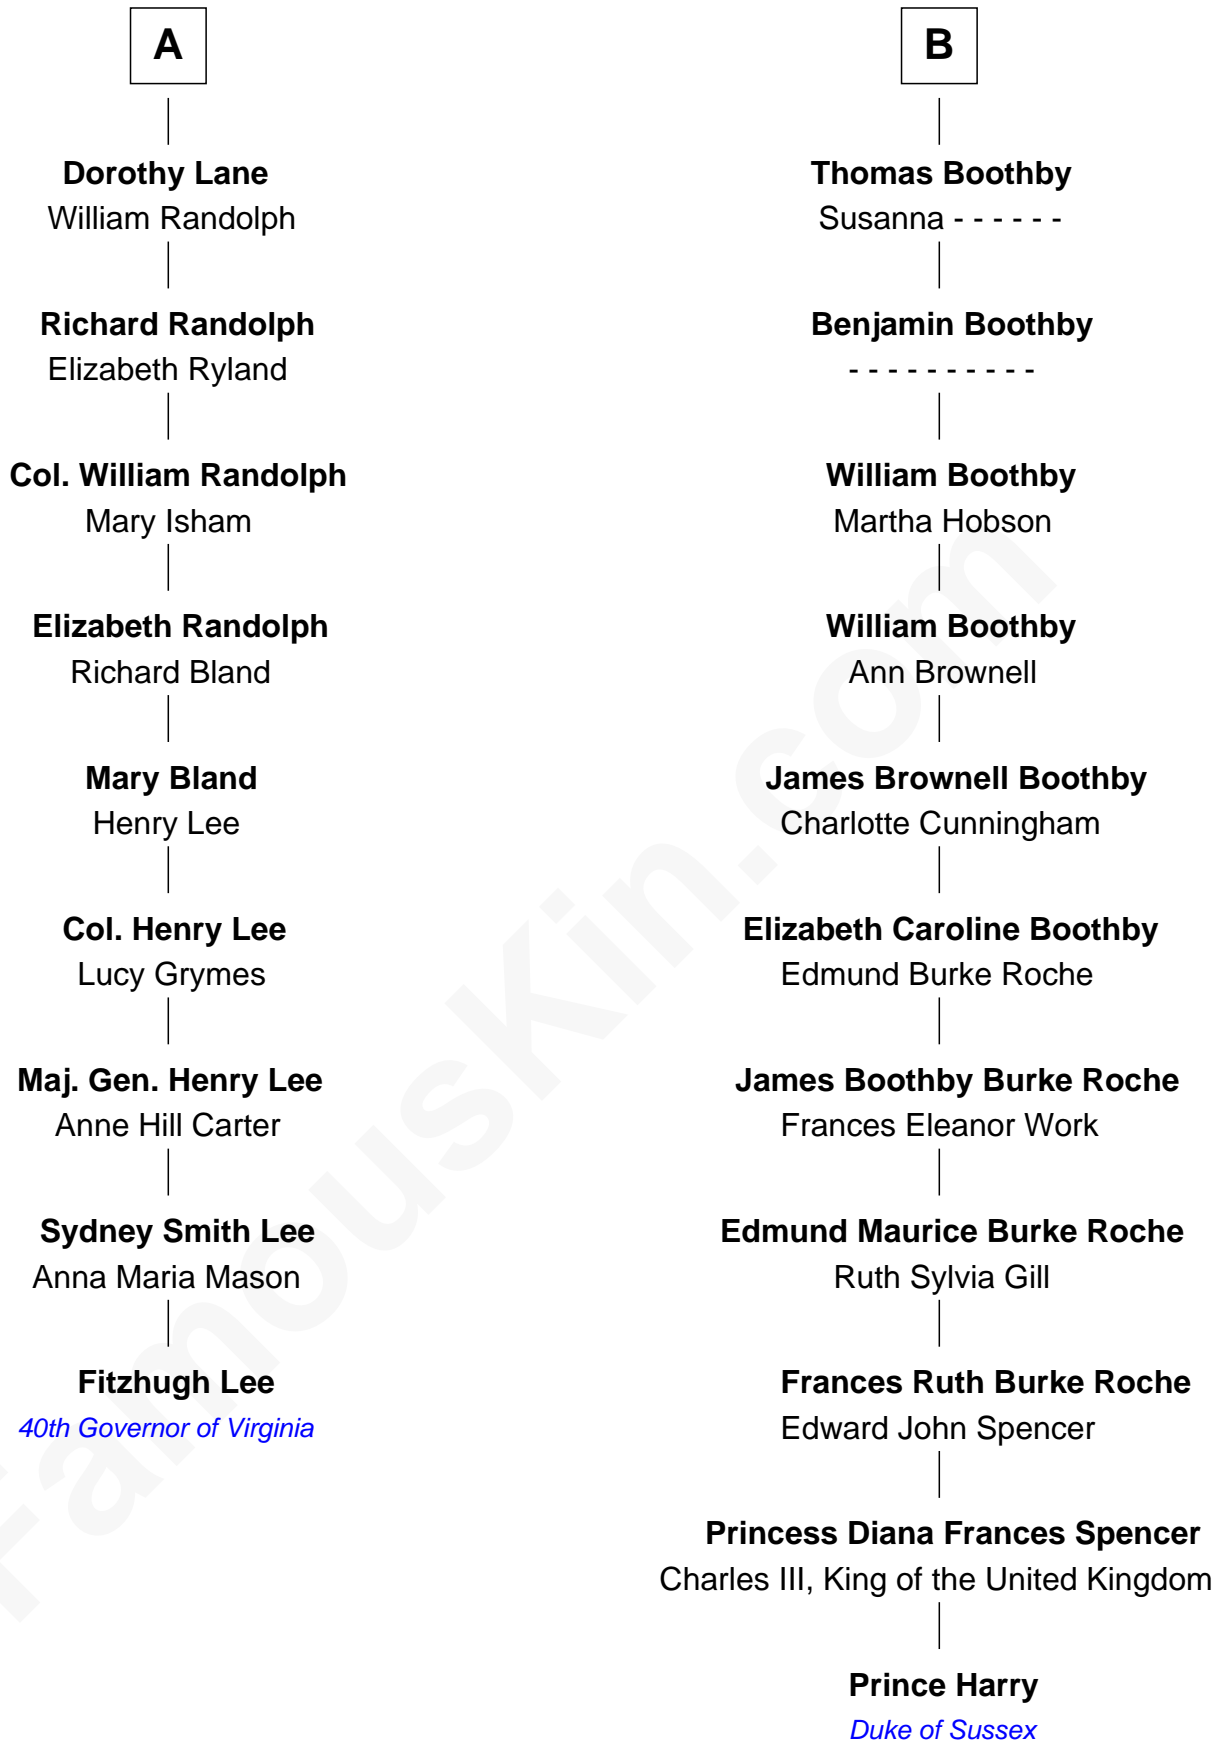 A
Dorothy Lane
William Randolph
Richard Randolph
Elizabeth Ryland
Col. William Randolph
Mary Isham
Elizabeth Randolph
Richard Bland
Mary Bland
Henry Lee
Col. Henry Lee
Lucy Grymes
Maj. Gen. Henry Lee
Anne Hill Carter
Sydney Smith Lee
Anna Maria Mason
Fitzhugh Lee
40th Governor of Virginia
B
Thomas Boothby
Susanna - - - - - -
Benjamin Boothby
- - - - - - - - - -
William Boothby
Martha Hobson
William Boothby
Ann Brownell
James Brownell Boothby
Charlotte Cunningham
Elizabeth Caroline Boothby
Edmund Burke Roche
James Boothby Burke Roche
Frances Eleanor Work
Edmund Maurice Burke Roche
Ruth Sylvia Gill
Frances Ruth Burke Roche
Edward John Spencer
Princess Diana Frances Spencer
Charles III, King of the United Kingdom
Prince Harry
Duke of Sussex
FamousKin.com